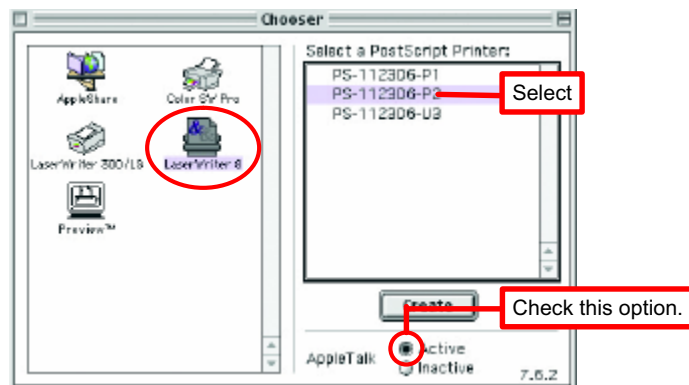 Chooser
AppleShare
Color SW Pro
LaserWriter 300/LS
LaserWriter 8
Preview™
Select a PostScript Printer:
PS-112306-P1
PS-112306-P2
PS-112306-U3
Select
Create
Check this option.
AppleTalk
Active
Inactive
7.6.2